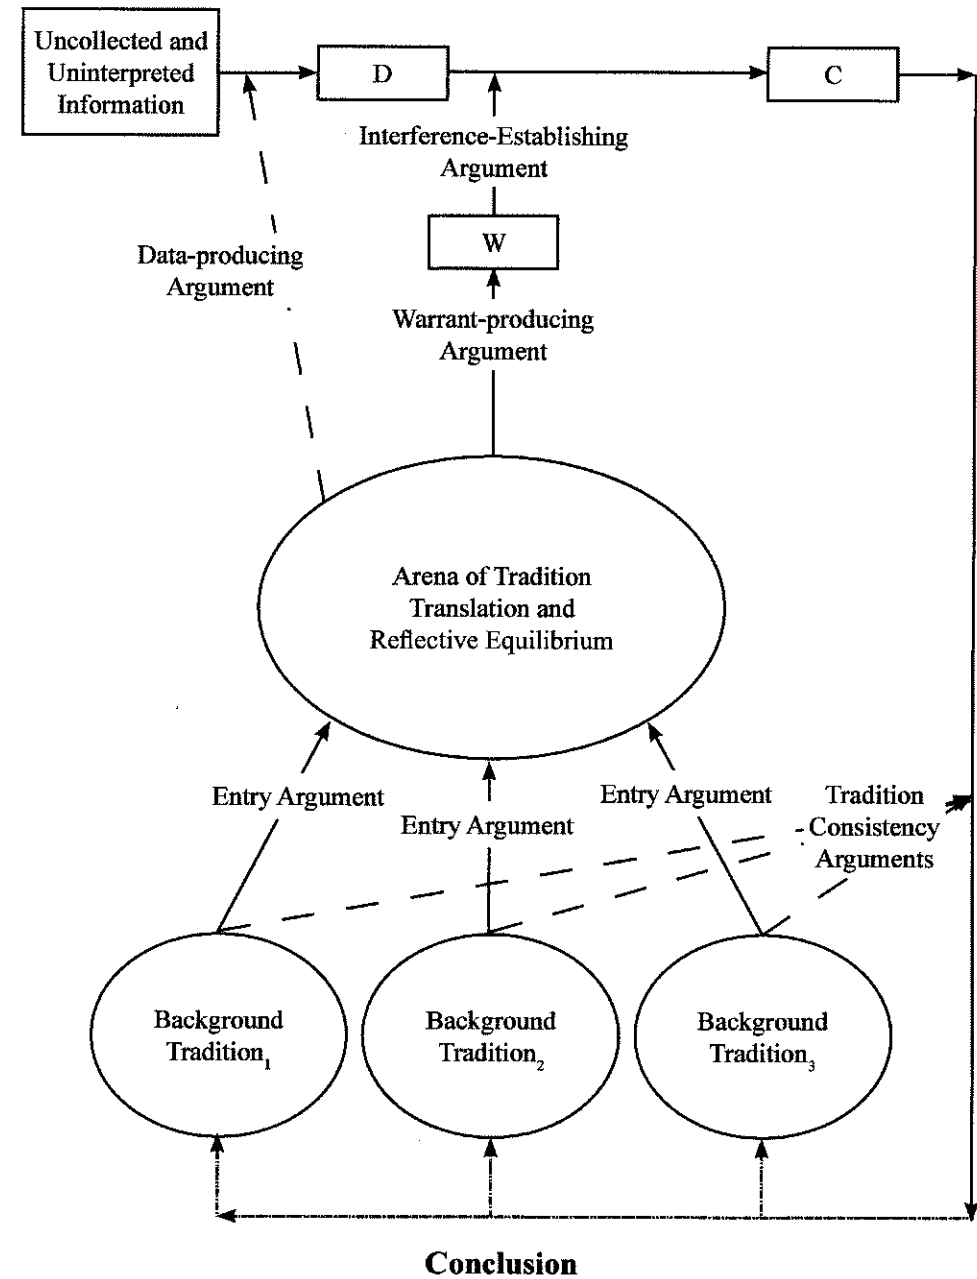 Uncollected and
Uninterpreted
Information
D
C
Interference-Establishing
Argument
W
Data-producing
Argument
Warrant-producing
Argument
Arena of Tradition
Translation and
Reflective Equilibrium
Entry Argument
Entry Argument
Entry Argument
Tradition
Consistency
Arguments
Background
Tradition₁
Background
Tradition₂
Background
Tradition₃
Conclusion